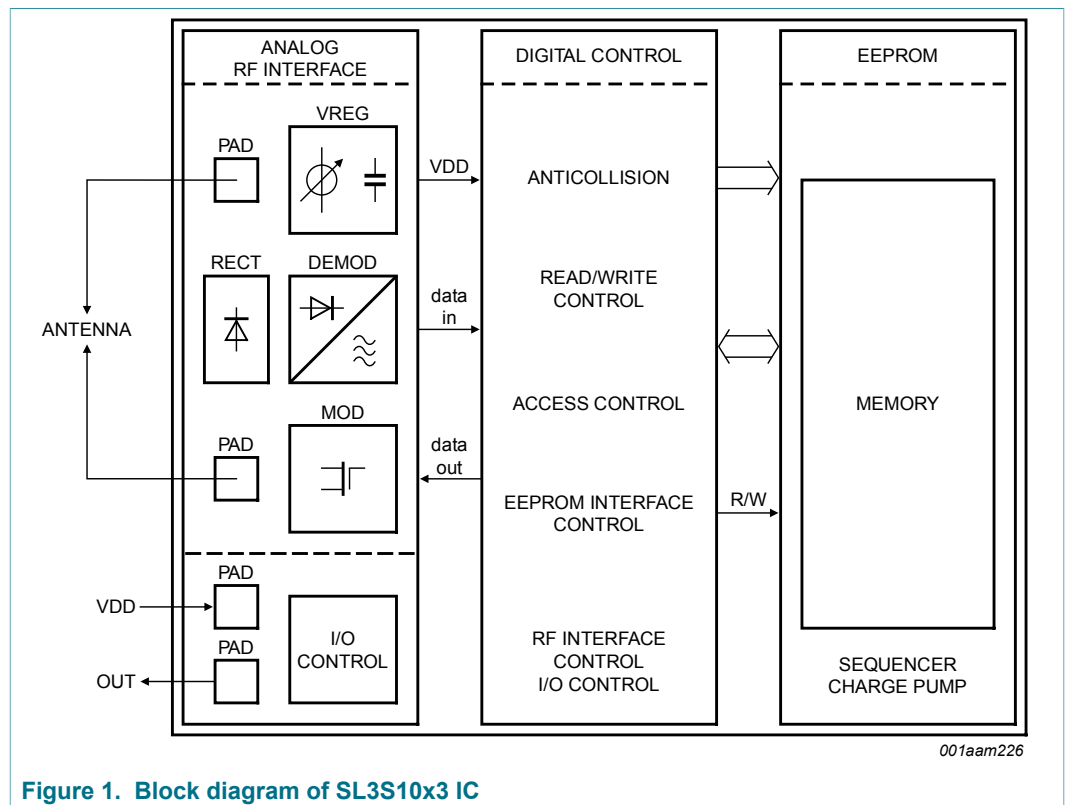 ANALOG
RF INTERFACE
VREG
PAD
VDD
RECT
DEMOD
data
in
ANTENNA
MOD
PAD
data
out
PAD
VDD
I/O
CONTROL
PAD
OUT
DIGITAL CONTROL
ANTICOLLISION
READ/WRITE
CONTROL
ACCESS CONTROL
EEPROM INTERFACE
CONTROL
R/W
RF INTERFACE
CONTROL
I/O CONTROL
EEPROM
MEMORY
SEQUENCER
CHARGE PUMP
001aam226
Figure 1. Block diagram of SL3S10x3 IC